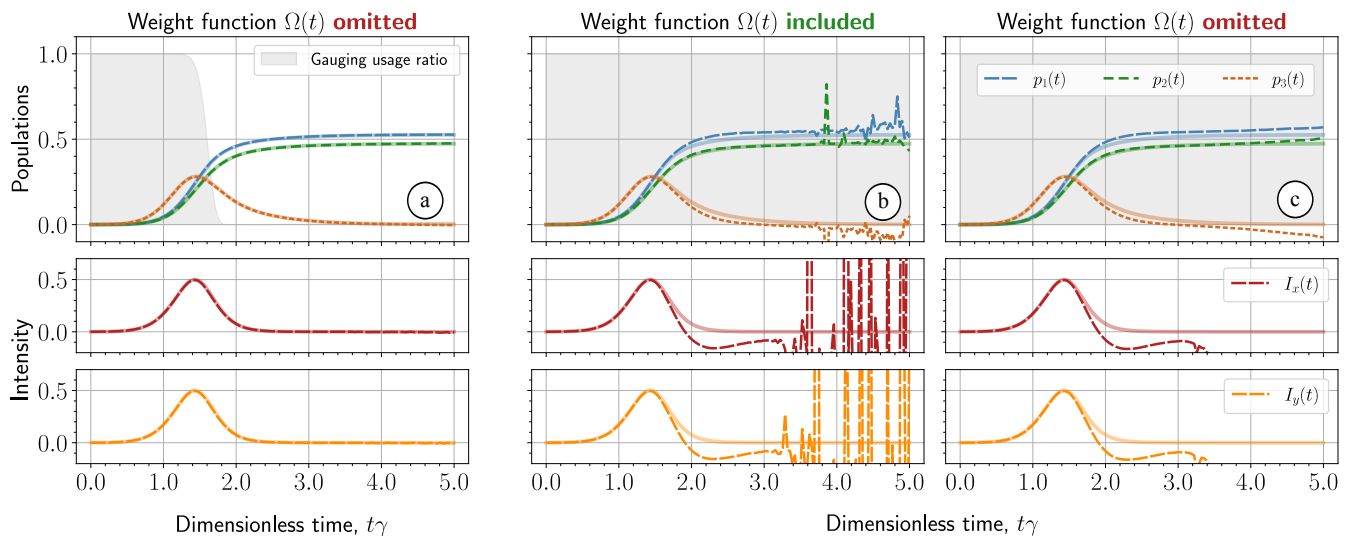 Weight function Ω(t) omitted
Weight function Ω(t) included
Weight function Ω(t) omitted
Populations
1.0
0.5
0.0
Gauging usage ratio
a
b
p₁(t) p₂(t) p₃(t)
c
Intensity
0.5
0.0
Iₓ(t)
0.5
0.0
I_y(t)
0.0 1.0 2.0 3.0 4.0 5.0
0.0 1.0 2.0 3.0 4.0 5.0
0.0 1.0 2.0 3.0 4.0 5.0
Dimensionless time, tγ
Dimensionless time, tγ